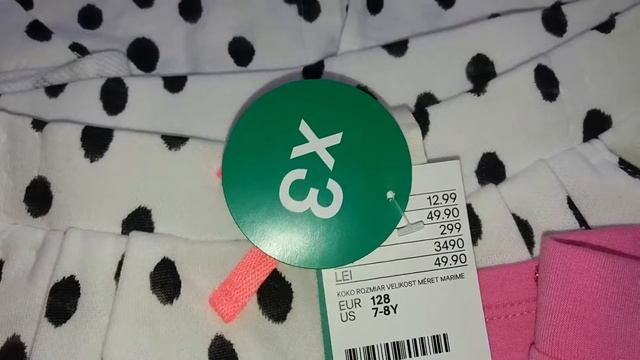 x3
12.99
49.90
299
3490
LEI 49.90
KOKO ROZMIAR VELIKOST MÉRET MARIME
EUR 128
US 7-8Y